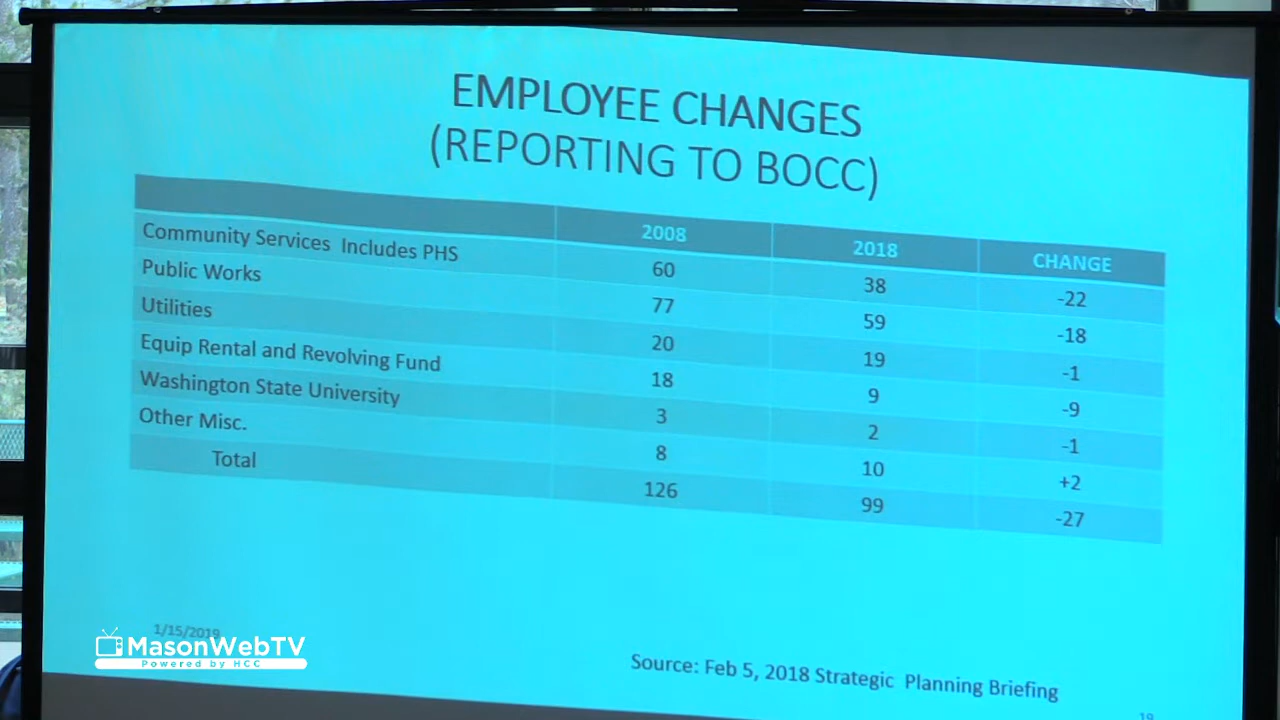 EMPLOYEE CHANGES
(REPORTING TO BOCC)
2008 2018 CHANGE
Community Services Includes PHS 60 38 -22
Public Works 77 59 -18
Utilities 20 19 -1
Equip Rental and Revolving Fund 18 9 -9
Washington State University 3 2 -1
Other Misc. 8 10 +2
Total 126 99 -27
1/15/2019
MasonWebTV
Powered by HCC
Source: Feb 5, 2018 Strategic Planning Briefing
19